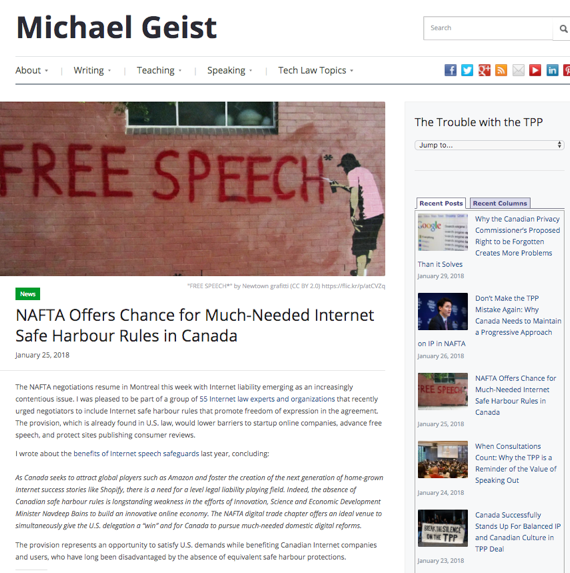 Michael Geist
Search
About
Writing
Teaching
Speaking
Tech Law Topics
FREE SPEECH*
"FREE SPEECH*" by Newtown grafitti (CC BY 2.0) https://flic.kr/p/atCVZq
News
NAFTA Offers Chance for Much-Needed Internet
Safe Harbour Rules in Canada
January 25, 2018
The NAFTA negotiations resume in Montreal this week with Internet liability emerging as an increasingly
contentious issue. I was pleased to be part of a group of 55 Internet law experts and organizations that recently
urged negotiators to include Internet safe harbour rules that promote freedom of expression in the agreement.
The provision, which is already found in U.S. law, would lower barriers to startup online companies, advance free
speech, and protect sites publishing consumer reviews.
I wrote about the benefits of Internet speech safeguards last year, concluding:
As Canada seeks to attract global players such as Amazon and foster the creation of the next generation of home-grown
Internet success stories like Shopify, there is a need for a level legal liability playing field. Indeed, the absence of
Canadian safe harbour rules is longstanding weakness in the efforts of Innovation, Science and Economic Development
Minister Navdeep Bains to build an innovative online economy. The NAFTA digital trade chapter offers an ideal venue to
simultaneously give the U.S. delegation a "win" and for Canada to pursue much-needed domestic digital reforms.
The provision represents an opportunity to satisfy U.S. demands while benefiting Canadian Internet companies
and users, who have long been disadvantaged by the absence of equivalent safe harbour protections.
The Trouble with the TPP
Jump to...
Recent Posts
Recent Columns
Google
Why the Canadian Privacy
Commissioner's Proposed
Right to be Forgotten
Creates More Problems
Than it Solves
January 29, 2018
Don't Make the TPP
Mistake Again: Why
Canada Needs to Maintain
a Progressive Approach
on IP in NAFTA
January 26, 2018
FREE SPEECH
NAFTA Offers Chance for
Much-Needed Internet
Safe Harbour Rules in
Canada
January 25, 2018
When Consultations
Count: Why the TPP is a
Reminder of the Value of
Speaking Out
January 24, 2018
BREAK THE SILENCE
ON THE TPP
Canada Successfully
Stands Up For Balanced IP
and Canadian Culture in
TPP Deal
January 23, 2018